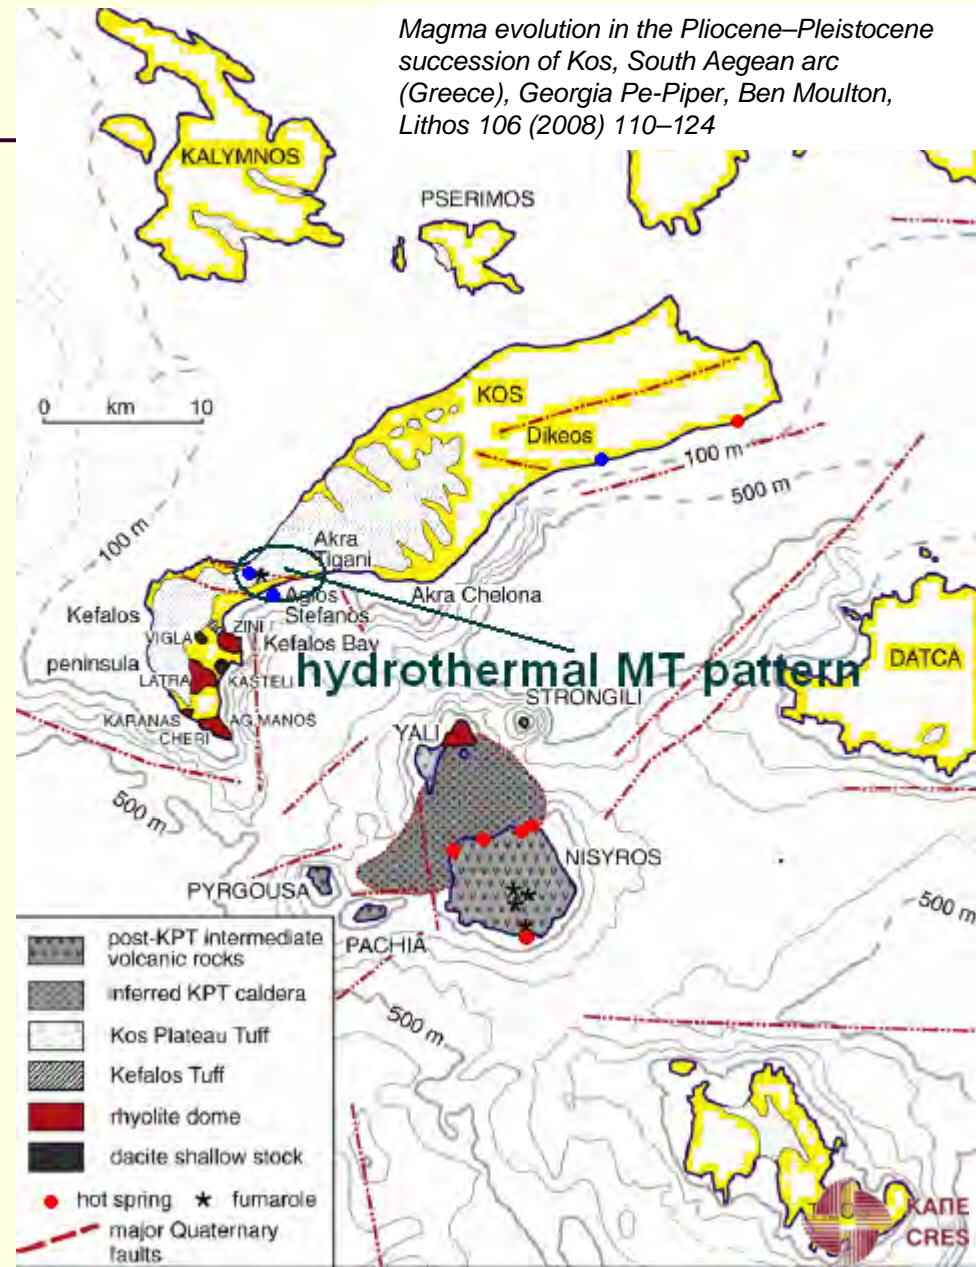 Magma evolution in the Pliocene–Pleistocene
succession of Kos, South Aegean arc
(Greece), Georgia Pe-Piper, Ben Moulton,
Lithos 106 (2008) 110–124
KALYMNOS
PSERIMOS
0 km 10
KOS
Dikeos
100 m
500 m
100 m
Akra
Tigani
Agios
Stefanos
Akra Chelona
Kefalos
peninsula
VIGLA
ZINI
Kefalos Bay
LATRA
KASTELI
hydrothermal MT pattern
DATCA
KARANAS
AG.MANOS
CHERI
STRONGILI
YALI
500 m
NISYROS
PYRGOUSA
PACHIA
500 m
500 m
post-KPT intermediate
volcanic rocks
inferred KPT caldera
Kos Plateau Tuff
Kefalos Tuff
rhyolite dome
dacite shallow stock
hot spring fumarole
major Quaternary
faults
ΚΑΠΕ
CRES